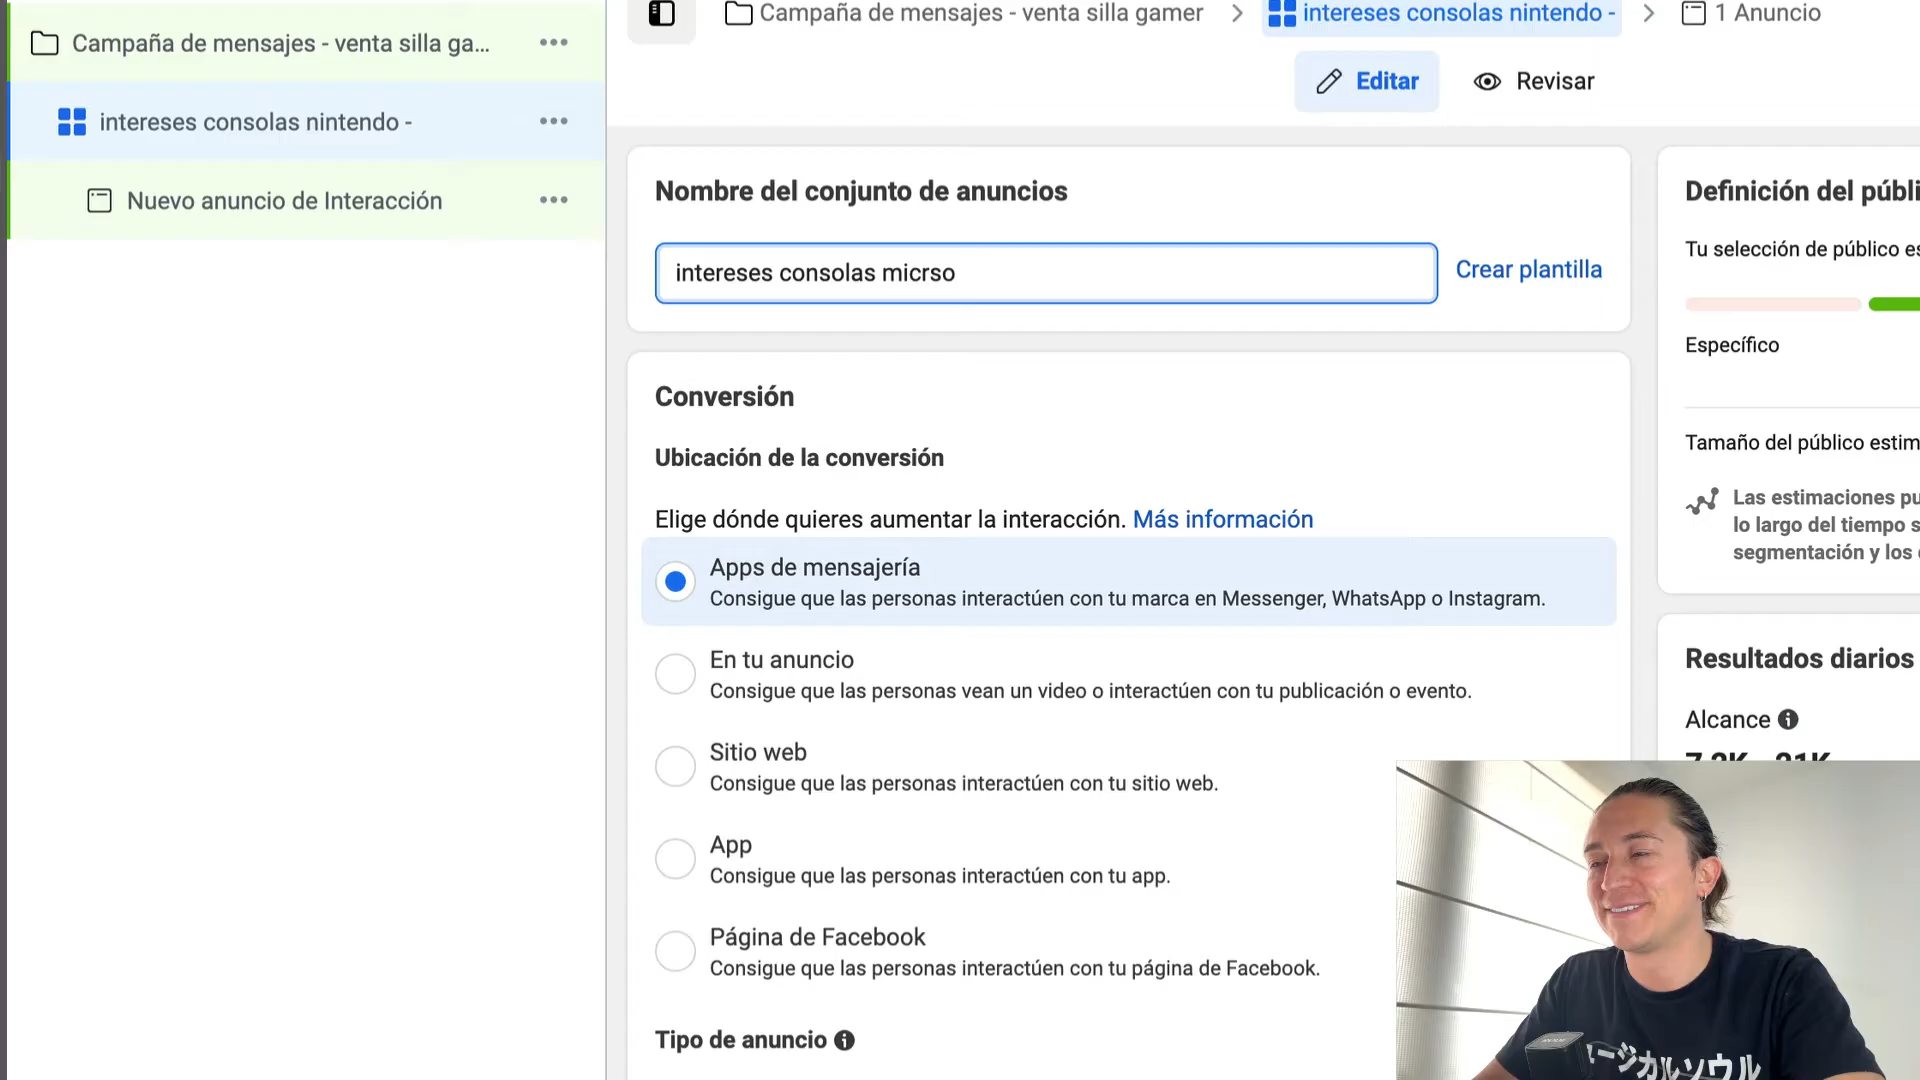 Campaña de mensajes - venta silla ga...
intereses consolas nintendo -
Nuevo anuncio de Interacción
Campaña de mensajes - venta silla gamer
intereses consolas nintendo -
1 Anuncio
Editar
Revisar
Nombre del conjunto de anuncios
intereses consolas micrso
Crear plantilla
Conversión
Ubicación de la conversión
Elige dónde quieres aumentar la interacción. Más información
Apps de mensajería
Consigue que las personas interactúen con tu marca en Messenger, WhatsApp o Instagram.
En tu anuncio
Consigue que las personas vean un video o interactúen con tu publicación o evento.
Sitio web
Consigue que las personas interactúen con tu sitio web.
App
Consigue que las personas interactúen con tu app.
Página de Facebook
Consigue que las personas interactúen con tu página de Facebook.
Tipo de anuncio
Definición del públi
Tu selección de público es
Específico
Tamaño del público estim
Las estimaciones pu
lo largo del tiempo s
segmentación y los
Resultados diarios
Alcance
ージカルソウル